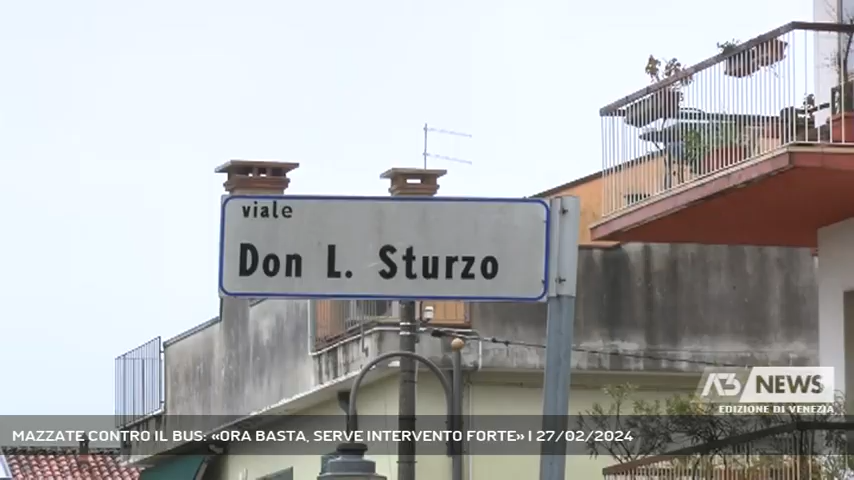 viale
Don L. Sturzo
A3 NEWS
EDIZIONE DI VENEZIA
MAZZATE CONTRO IL BUS: «ORA BASTA, SERVE INTERVENTO FORTE» | 27/02/2024